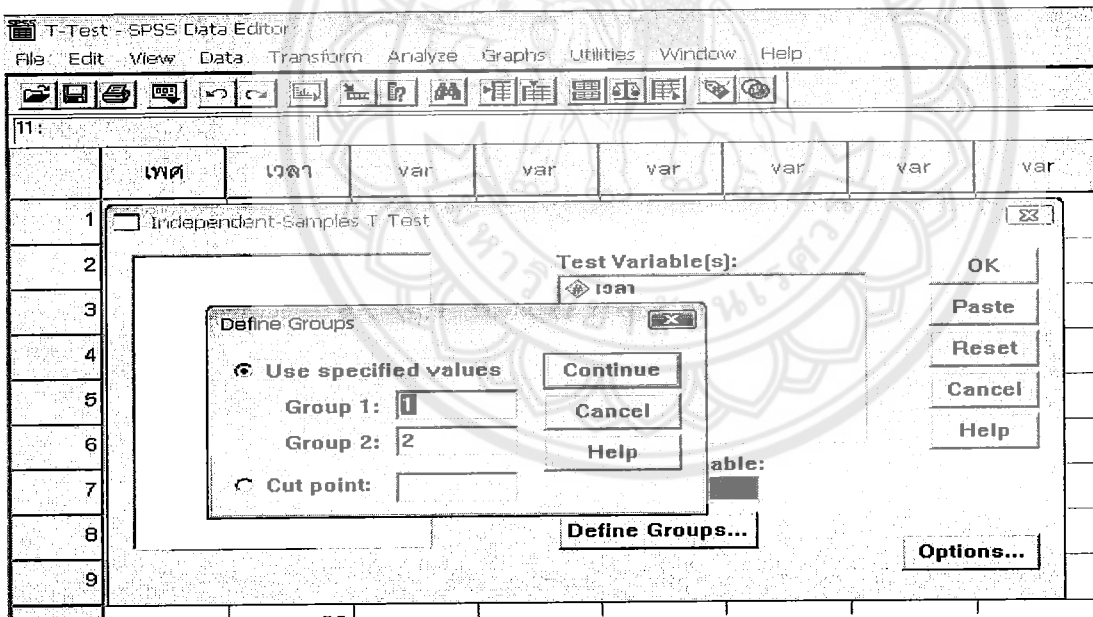 T-Test - SPSS Data Editor
File Edit View Data Transform Analyze Graphs Utilities Window Help
11:
เพศ เวลา var var var var var var
1 Independent-Samples T Test
2 Test Variable(s): OK
เวลา
3 Define Groups Paste
4 Use specified values Continue Reset
5 Group 1: 1 Cancel Cancel
6 Group 2: 2 Help Help
able:
7 Cut point:
8 Define Groups...
Options...
9